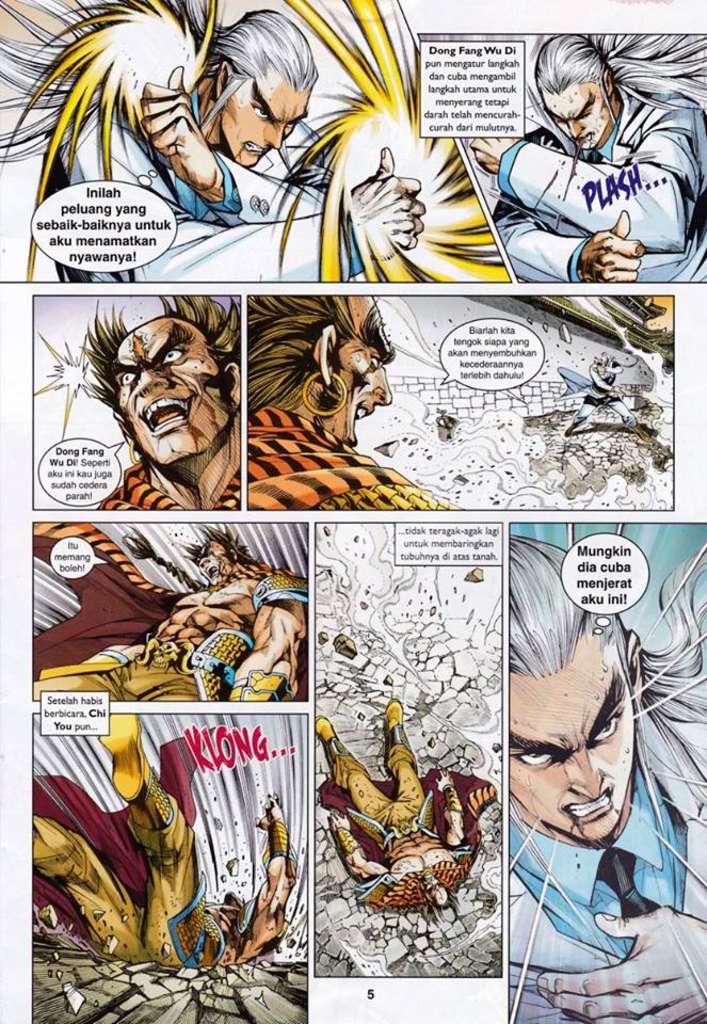 Inilah
peluang yang
sebaik-baiknya untuk
aku menamatkan
nyawanya!
Dong Fang Wu Di
pun mengatur langkah
dan cuba mengambil
langkah utama untuk
menyerang tetapi
darah telah mencurah-
curah dari mulutnya.
PLASH...
Dong Fang
Wu Di! Seperti
aku ini kau juga
sudah cedera
parah!
Biarlah kita
tengok siapa yang
akan menyembuhkan
kecederaannya
terlebih dahulu!
Itu
memang
boleh!
Setelah habis
berbicara, Chi
You pun...
KLONG...
...tidak teragak-agak lagi
untuk membaringkan
tubuhnya di atas tanah.
Mungkin
dia cuba
menjerat
aku ini!
5